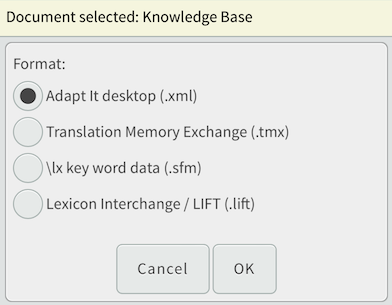 Document selected: Knowledge Base
Format:
Adapt It desktop (.xml)
Translation Memory Exchange (.tmx)
\lx key word data (.sfm)
Lexicon Interchange / LIFT (.lift)
Cancel OK